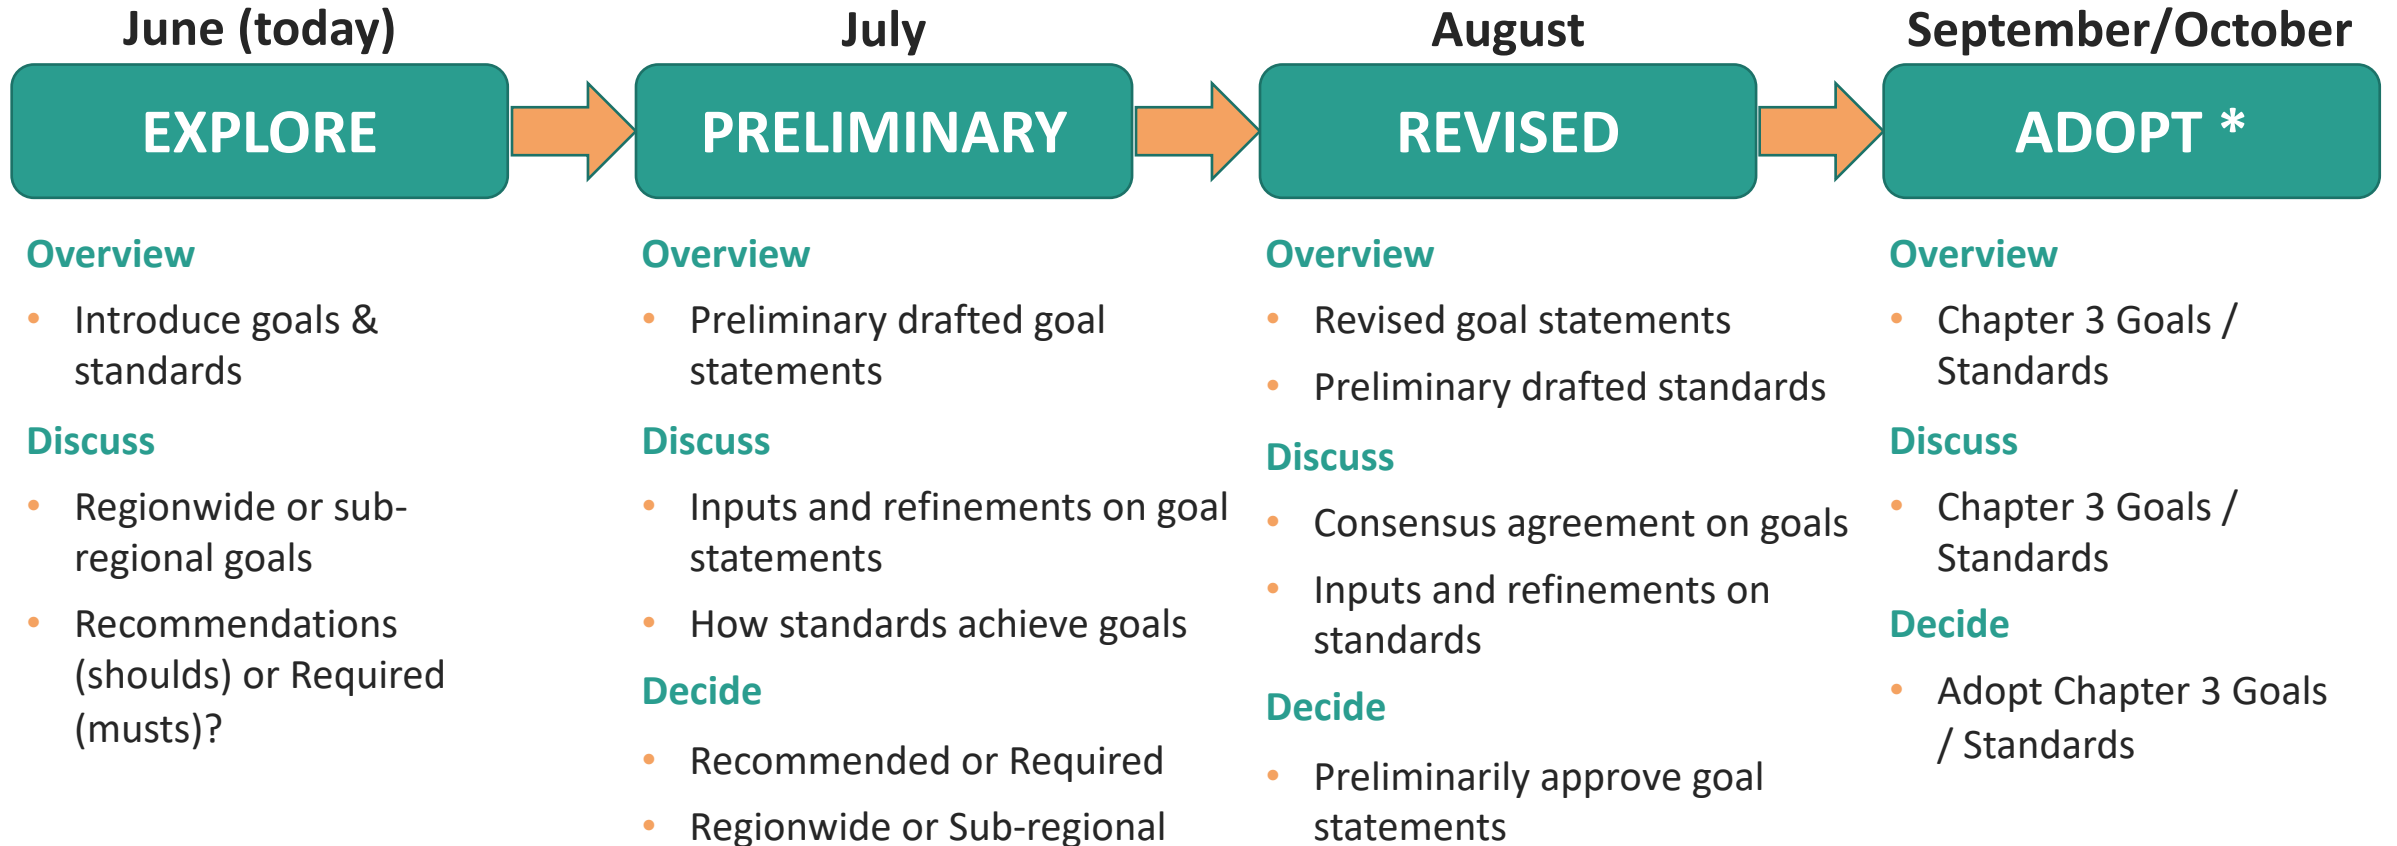 June (today)
EXPLORE
Overview
• Introduce goals &
standards
Discuss
• Regionwide or sub-
regional goals
• Recommendations
(shoulds) or Required
(musts)?
July
PRELIMINARY
Overview
• Preliminary drafted goal
statements
Discuss
• Inputs and refinements on goal
statements
• How standards achieve goals
Decide
• Recommended or Required
• Regionwide or Sub-regional
August
REVISED
Overview
• Revised goal statements
• Preliminary drafted standards
Discuss
• Consensus agreement on goals
• Inputs and refinements on
standards
Decide
• Preliminarily approve goal
statements
September/October
ADOPT *
Overview
• Chapter 3 Goals /
Standards
Discuss
• Chapter 3 Goals /
Standards
Decide
• Adopt Chapter 3 Goals
/ Standards